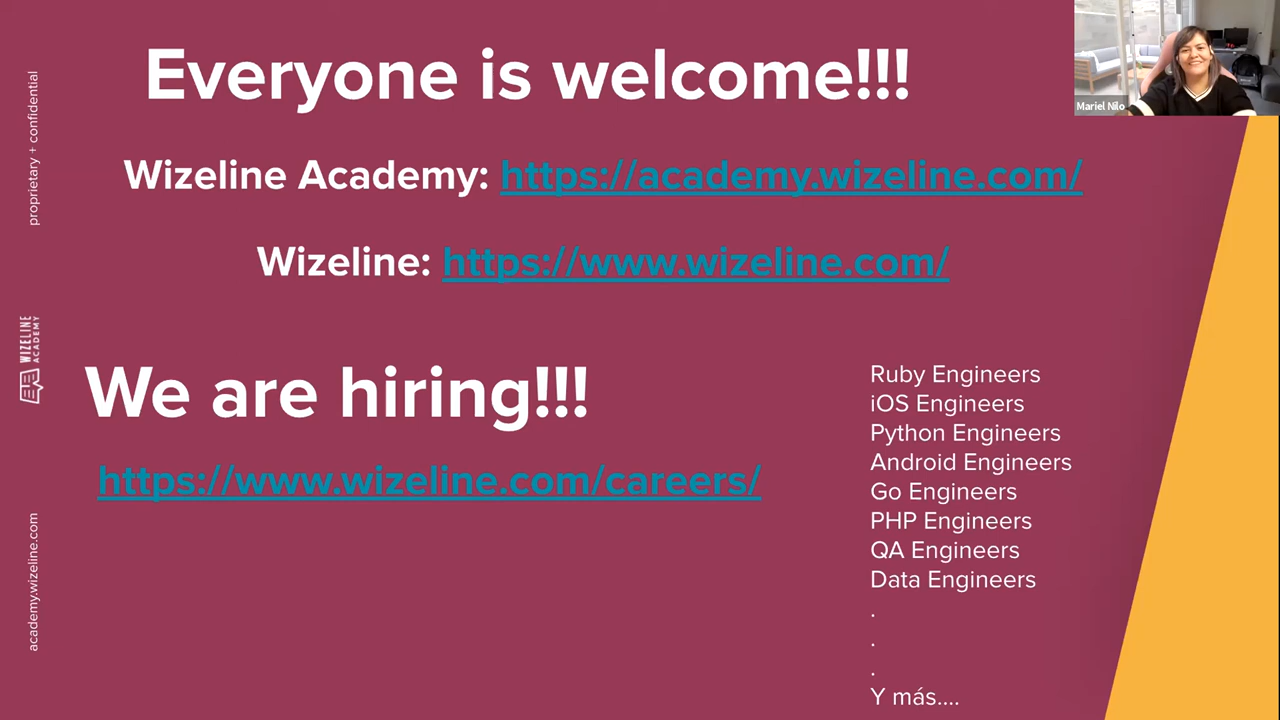 Everyone is welcome!!!
Mariel Nilo
Wizeline Academy: https://academy.wizeline.com/
Wizeline: https://www.wizeline.com/
We are hiring!!!
https://www.wizeline.com/careers/
Ruby Engineers
iOS Engineers
Python Engineers
Android Engineers
Go Engineers
PHP Engineers
QA Engineers
Data Engineers
.
.
.
Y más....
proprietary + confidential
WIZELINE
ACADEMY
academy.wizeline.com